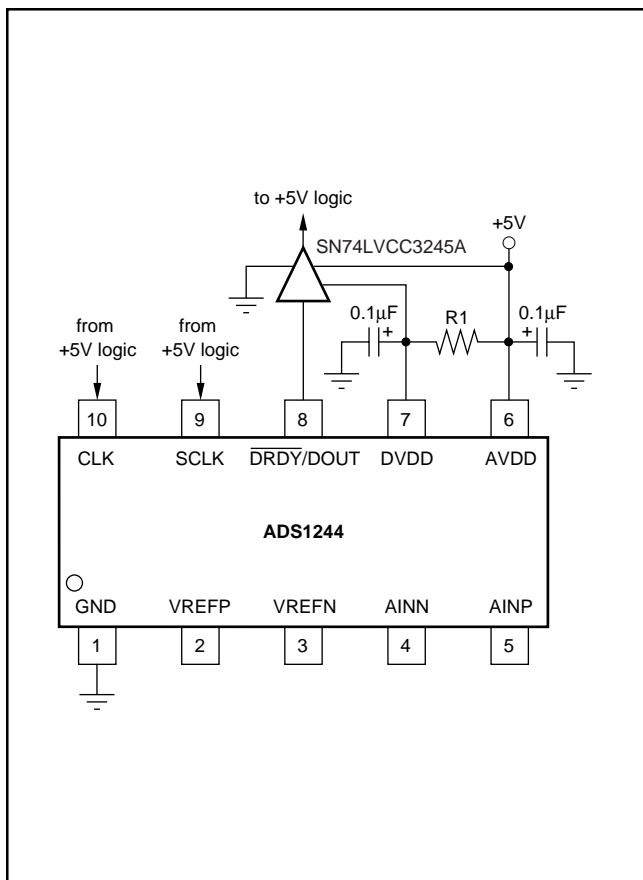 to +5V logic
+5V
SN74LVCC3245A
from
+5V logic
from
+5V logic
0.1µF
+
R1
0.1µF
+
10
9
8
7
6
CLK
SCLK
DRDY/DOUT
DVDD
AVDD
ADS1244
GND
VREFP
VREFN
AINN
AINP
1
2
3
4
5